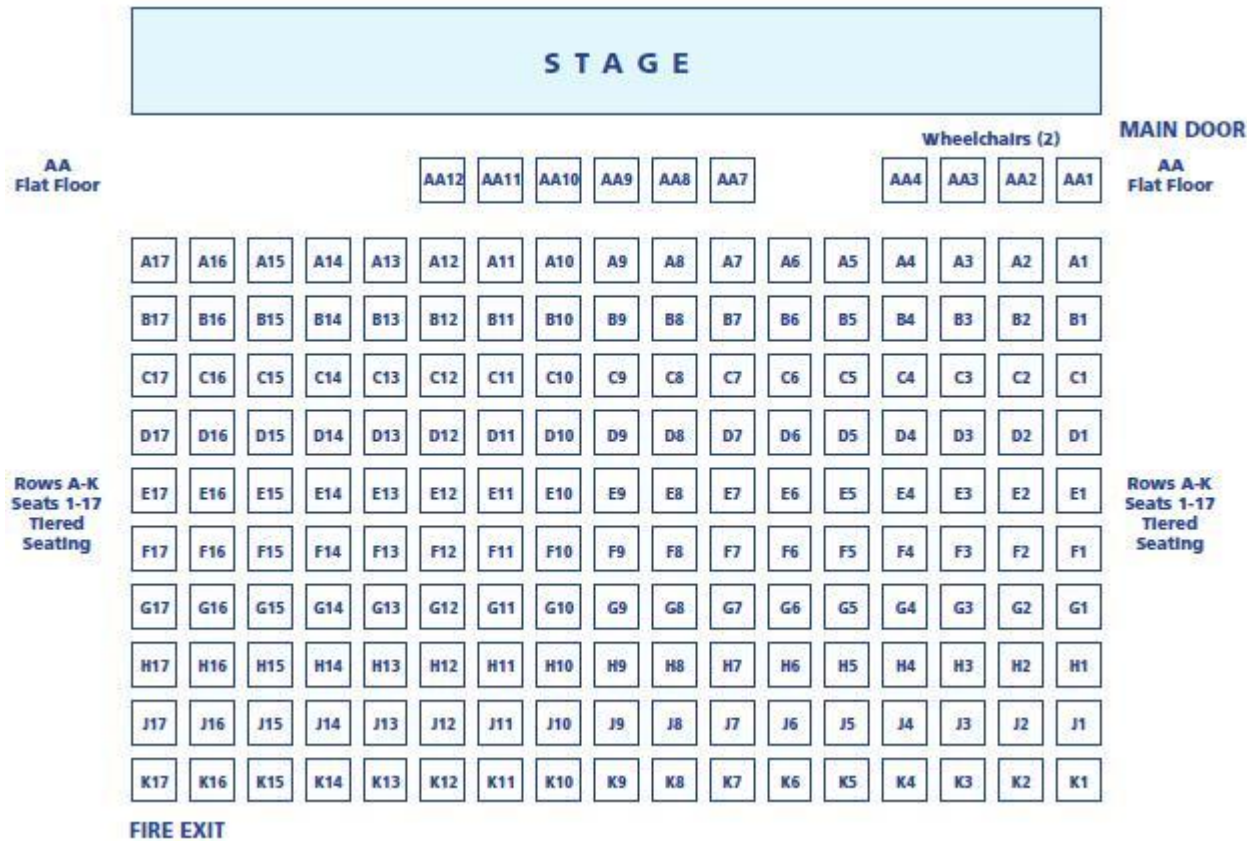 STAGE
Wheelchairs (2)
MAIN DOOR
AA
Flat Floor
AA12 AA11 AA10 AA9 AA8 AA7 AA4 AA3 AA2 AA1
AA
Flat Floor
A17 A16 A15 A14 A13 A12 A11 A10 A9 A8 A7 A6 A5 A4 A3 A2 A1
B17 B16 B15 B14 B13 B12 B11 B10 B9 B8 B7 B6 B5 B4 B3 B2 B1
C17 C16 C15 C14 C13 C12 C11 C10 C9 C8 C7 C6 C5 C4 C3 C2 C1
D17 D16 D15 D14 D13 D12 D11 D10 D9 D8 D7 D6 D5 D4 D3 D2 D1
Rows A-K
Seats 1-17
Tiered
Seating
E17 E16 E15 E14 E13 E12 E11 E10 E9 E8 E7 E6 E5 E4 E3 E2 E1
Rows A-K
Seats 1-17
Tiered
Seating
F17 F16 F15 F14 F13 F12 F11 F10 F9 F8 F7 F6 F5 F4 F3 F2 F1
G17 G16 G15 G14 G13 G12 G11 G10 G9 G8 G7 G6 G5 G4 G3 G2 G1
H17 H16 H15 H14 H13 H12 H11 H10 H9 H8 H7 H6 H5 H4 H3 H2 H1
J17 J16 J15 J14 J13 J12 J11 J10 J9 J8 J7 J6 J5 J4 J3 J2 J1
K17 K16 K15 K14 K13 K12 K11 K10 K9 K8 K7 K6 K5 K4 K3 K2 K1
FIRE EXIT